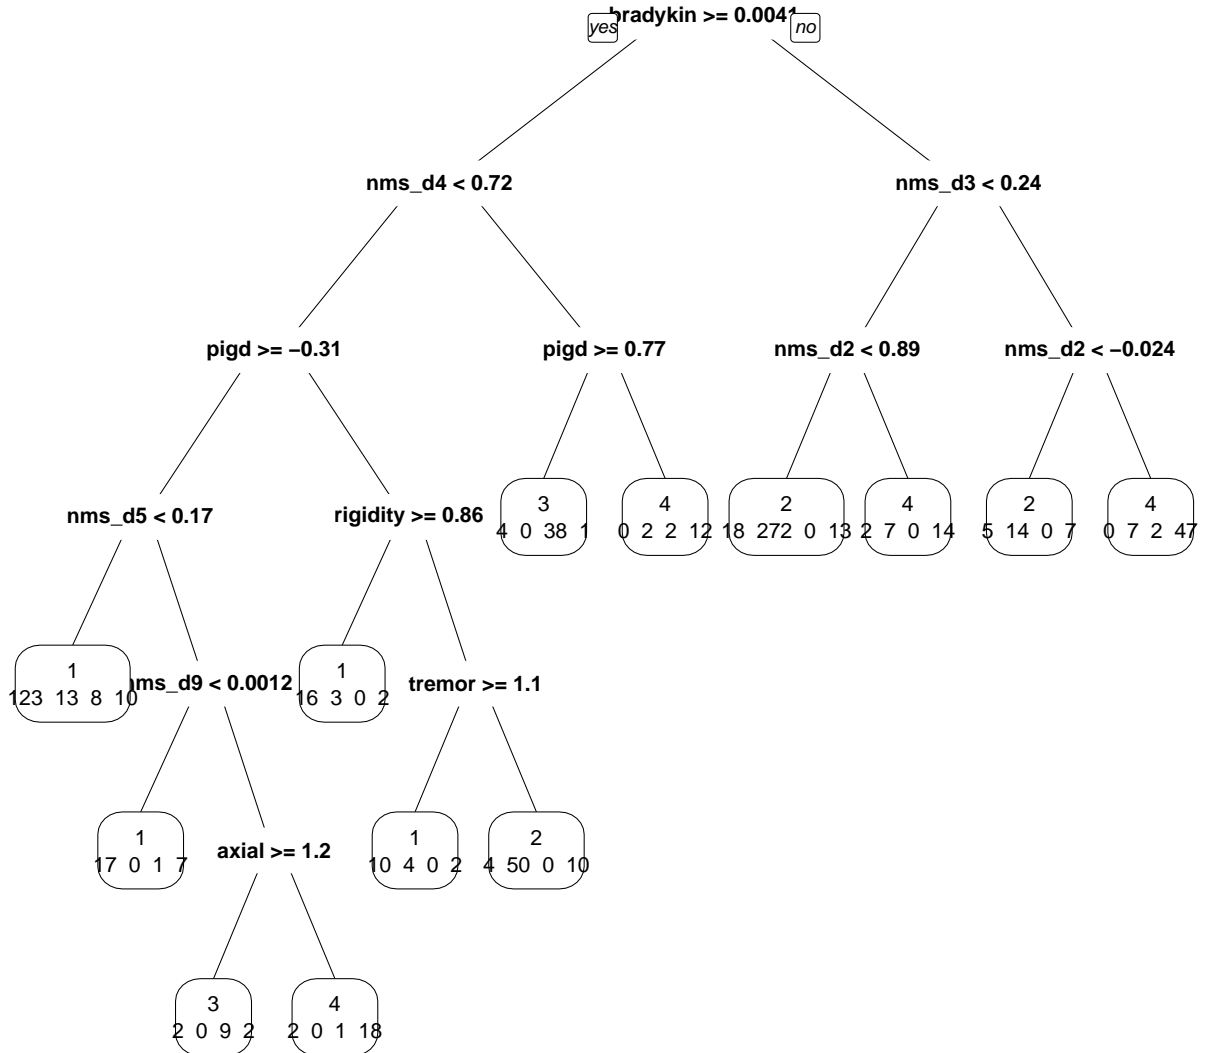 bradykin >= 0.0041
yes no
nms_d4 < 0.72
nms_d3 < 0.24
pigd >= −0.31
pigd >= 0.77
nms_d2 < 0.89
nms_d2 < −0.024
nms_d5 < 0.17
rigidity >= 0.86
3
4 0 38 1
4
0 2 2 12
2
18 272 0 13
4
2 7 0 14
2
5 14 0 7
4
0 7 2 47
1
123 13 8 10
nms_d9 < 0.0012
1
16 3 0 2
tremor >= 1.1
1
17 0 1 7
axial >= 1.2
1
10 4 0 2
2
4 50 0 10
3
2 0 9 2
4
2 0 1 18